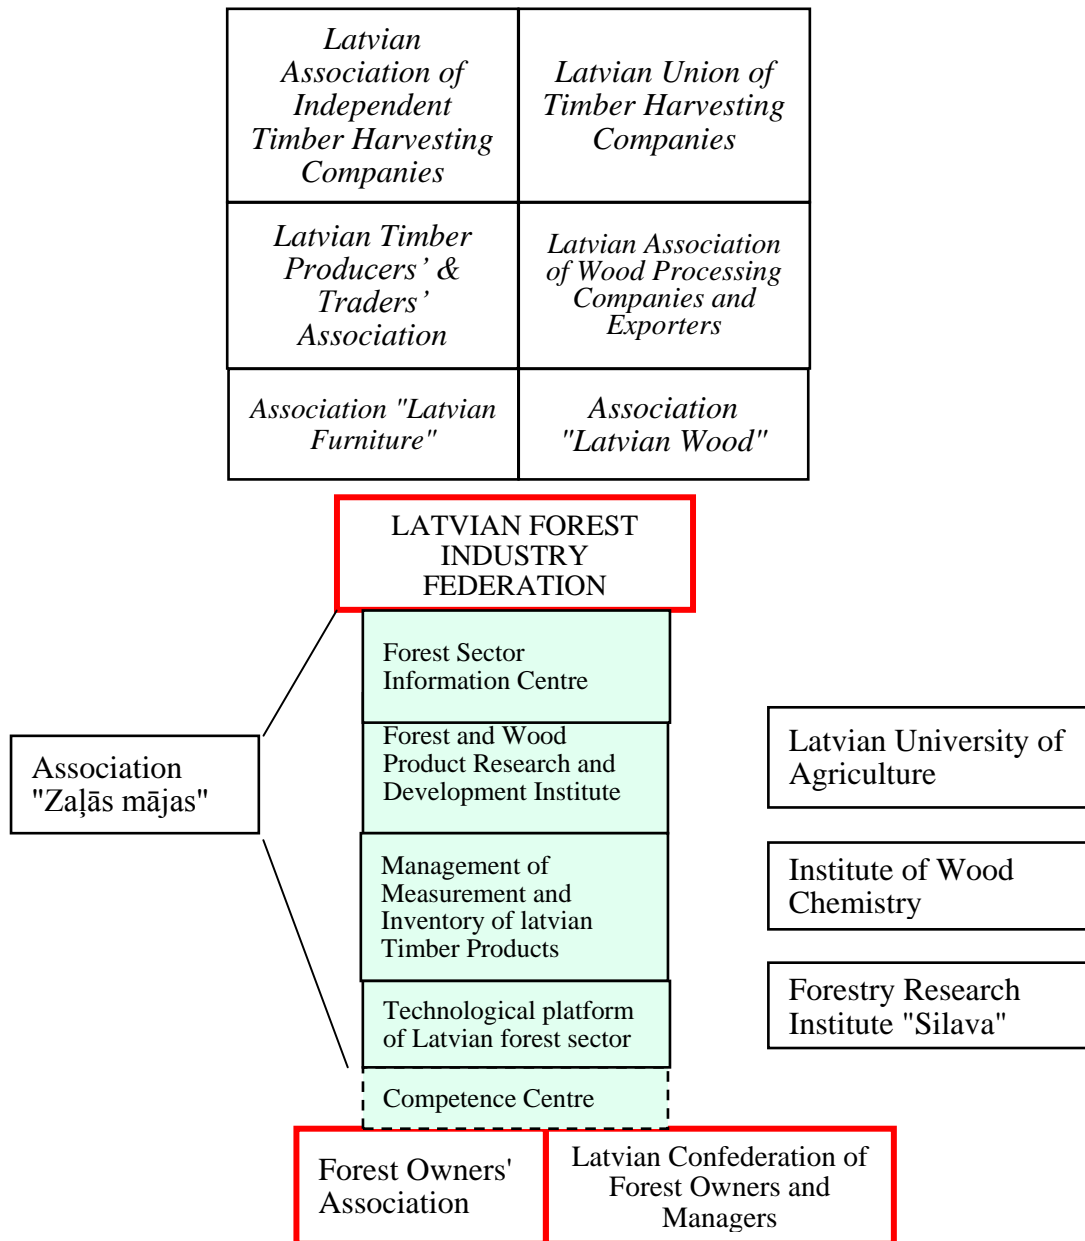 Latvian
Association of
Independent
Timber Harvesting
Companies
Latvian Union of
Timber Harvesting
Companies
Latvian Timber
Producers’ &
Traders’
Association
Latvian Association
of Wood Processing
Companies and
Exporters
Association "Latvian
Furniture"
Association
"Latvian Wood"
LATVIAN FOREST
INDUSTRY
FEDERATION
Forest Sector
Information Centre
Forest and Wood
Product Research and
Development Institute
Management of
Measurement and
Inventory of latvian
Timber Products
Technological platform
of Latvian forest sector
Competence Centre
Association
"Zaļās mājas"
Latvian University of
Agriculture
Institute of Wood
Chemistry
Forestry Research
Institute "Silava"
Forest Owners'
Association
Latvian Confederation of
Forest Owners and
Managers